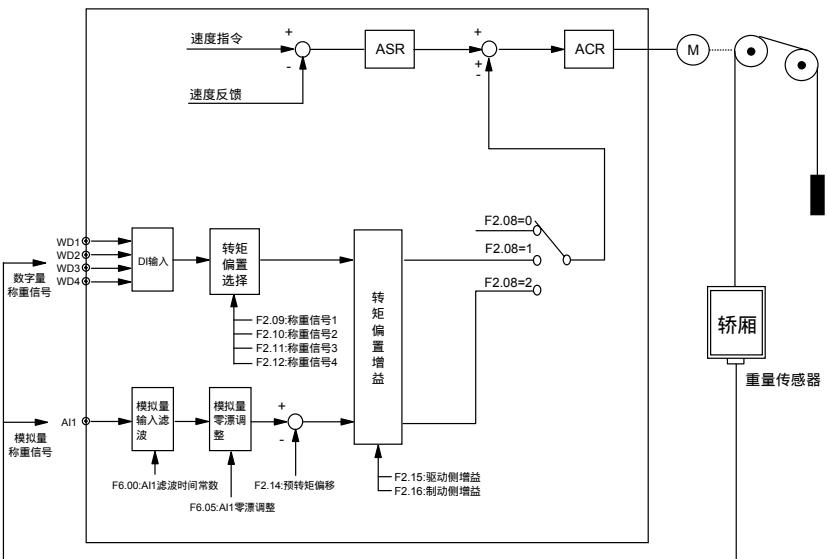 速度指令
+
-
ASR
+
+
-
ACR
M
速度反馈
WD1
WD2
WD3
WD4
数字量
称重信号
DI输入
转矩
偏置
选择
F2.09:称重信号1
F2.10:称重信号2
F2.11:称重信号3
F2.12:称重信号4
转
矩
偏
置
增
益
F2.08=0
F2.08=1
F2.08=2
轿厢
重量传感器
AI1
模拟量
称重信号
模拟量
输入滤
波
模拟量
零漂调
整
+
-
F6.00:AI1滤波时间常数
F6.05:AI1零漂调整
F2.14:预转矩偏移
F2.15:驱动侧增益
F2.16:制动侧增益